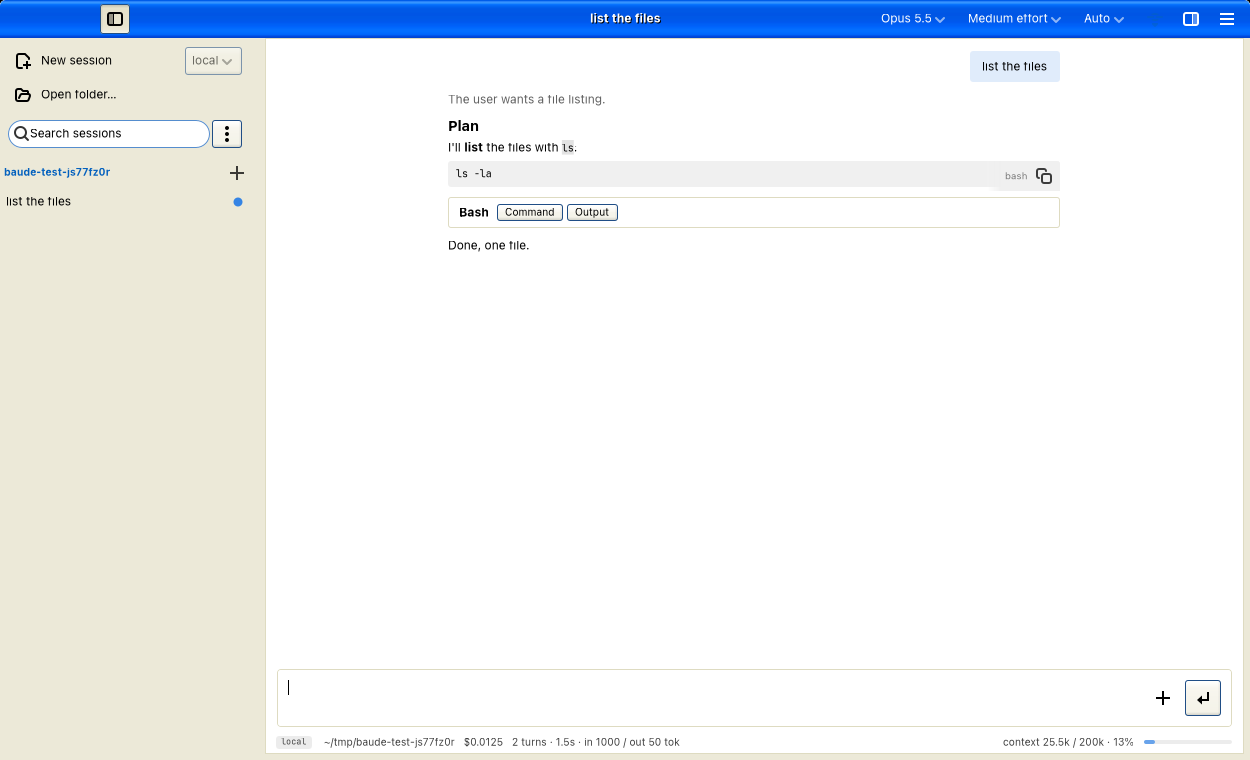 list the files
Opus 5.5
Medium effort
Auto
New session
local
Open folder...
Search sessions
baude-test-js77fz0r
list the files
list the files
The user wants a file listing.
Plan
I'll list the files with ls.
ls -la
bash
Bash
Command
Output
Done, one file.
local
~/tmp/baude-test-js77fz0r
$0.0125
2 turns · 1.5s · in 1000 / out 50 tok
context 25.5k / 200k · 13%